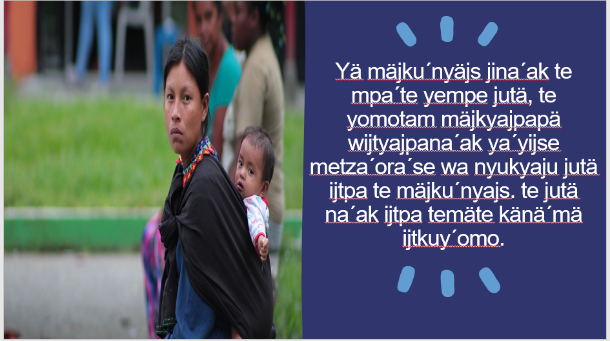 Yä mäjku´nyäjs jina´ak te
mpa´te yempe jutä, te
yomotam mäjkyajpapä
wijtyajpana´ak ya´yijse
metza´ora´se wa nyukyaju jutä
ijtpa te mäjku´nyajs. te jutä
na´ak ijtpa temäte känä´mä
ijtkuy´omo.